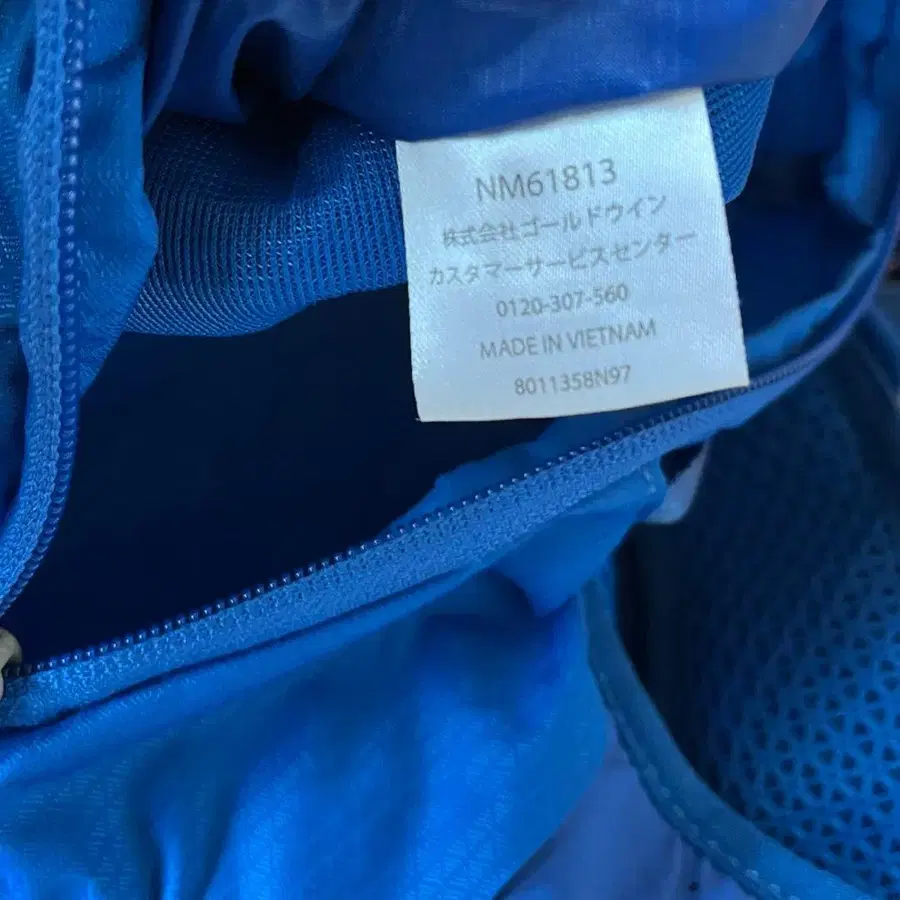 NM61813
株式会社ゴールドウイン
カスタマーサービスセンター
0120-307-560
MADE IN VIETNAM
8011358N97